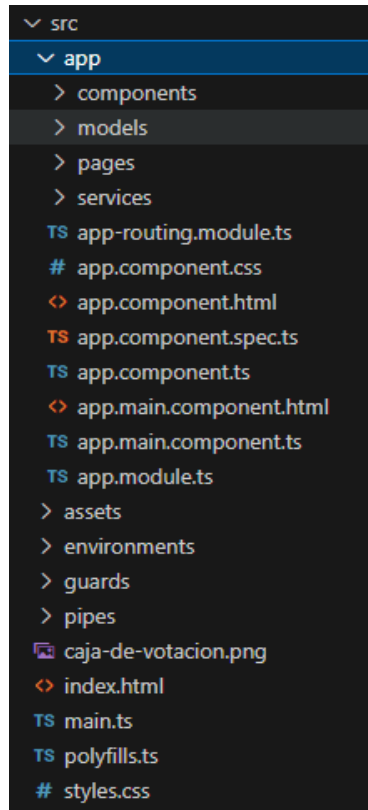 src
app
components
models
pages
services
TS app-routing.module.ts
# app.component.css
<> app.component.html
TS app.component.spec.ts
TS app.component.ts
<> app.main.component.html
TS app.main.component.ts
TS app.module.ts
assets
environments
guards
pipes
caja-de-votacion.png
<> index.html
TS main.ts
TS polyfills.ts
# styles.css